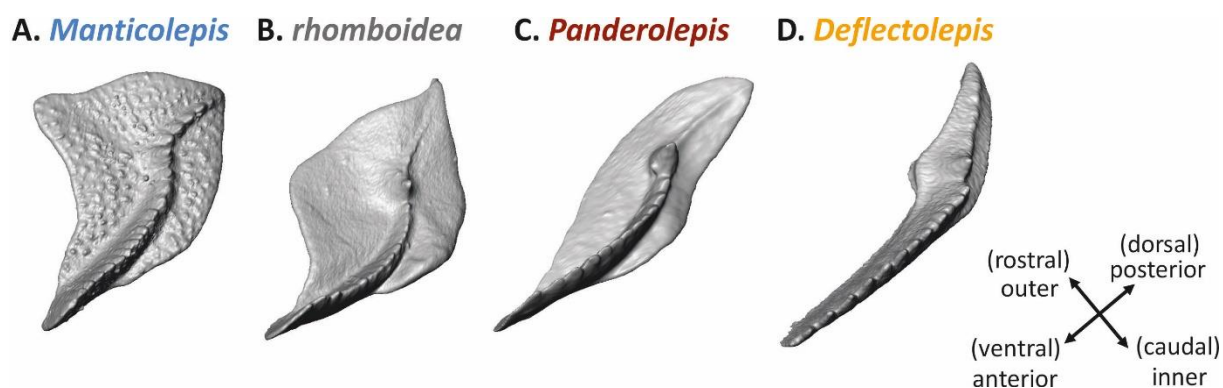 A. Manticolepis B. rhomboidea C. Panderolepis D. Deflectolepis
(rostral) (dorsal)
outer posterior
(ventral) (caudal)
anterior inner